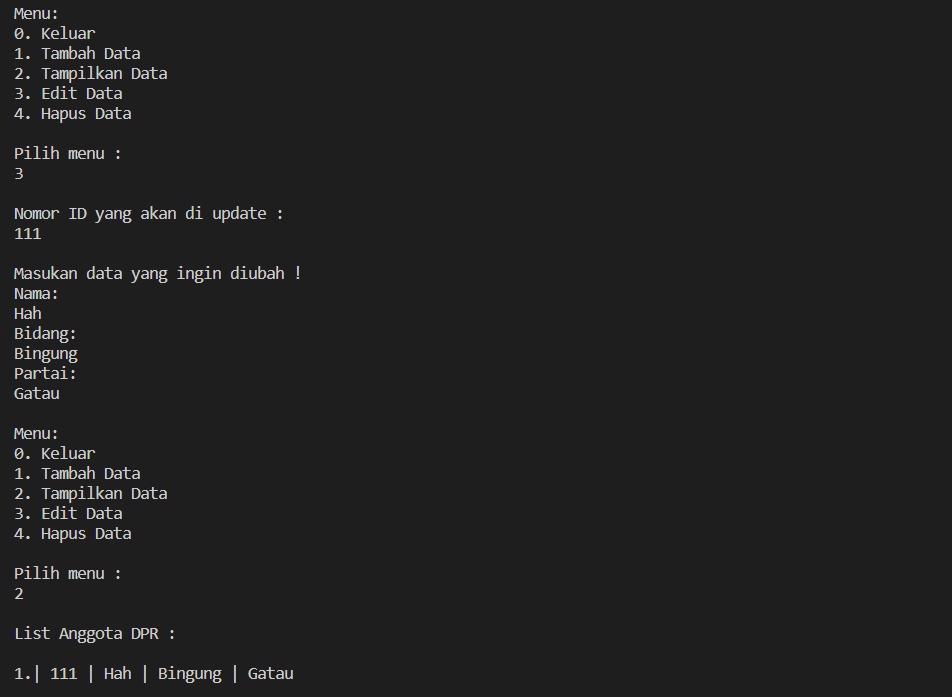 Menu:
0. Keluar
1. Tambah Data
2. Tampilkan Data
3. Edit Data
4. Hapus Data
Pilih menu :
3
Nomor ID yang akan di update :
111
Masukan data yang ingin diubah !
Nama:
Hah
Bidang:
Bingung
Partai:
Gatau
Menu:
0. Keluar
1. Tambah Data
2. Tampilkan Data
3. Edit Data
4. Hapus Data
Pilih menu :
2
List Anggota DPR :
1.| 111 | Hah | Bingung | Gatau